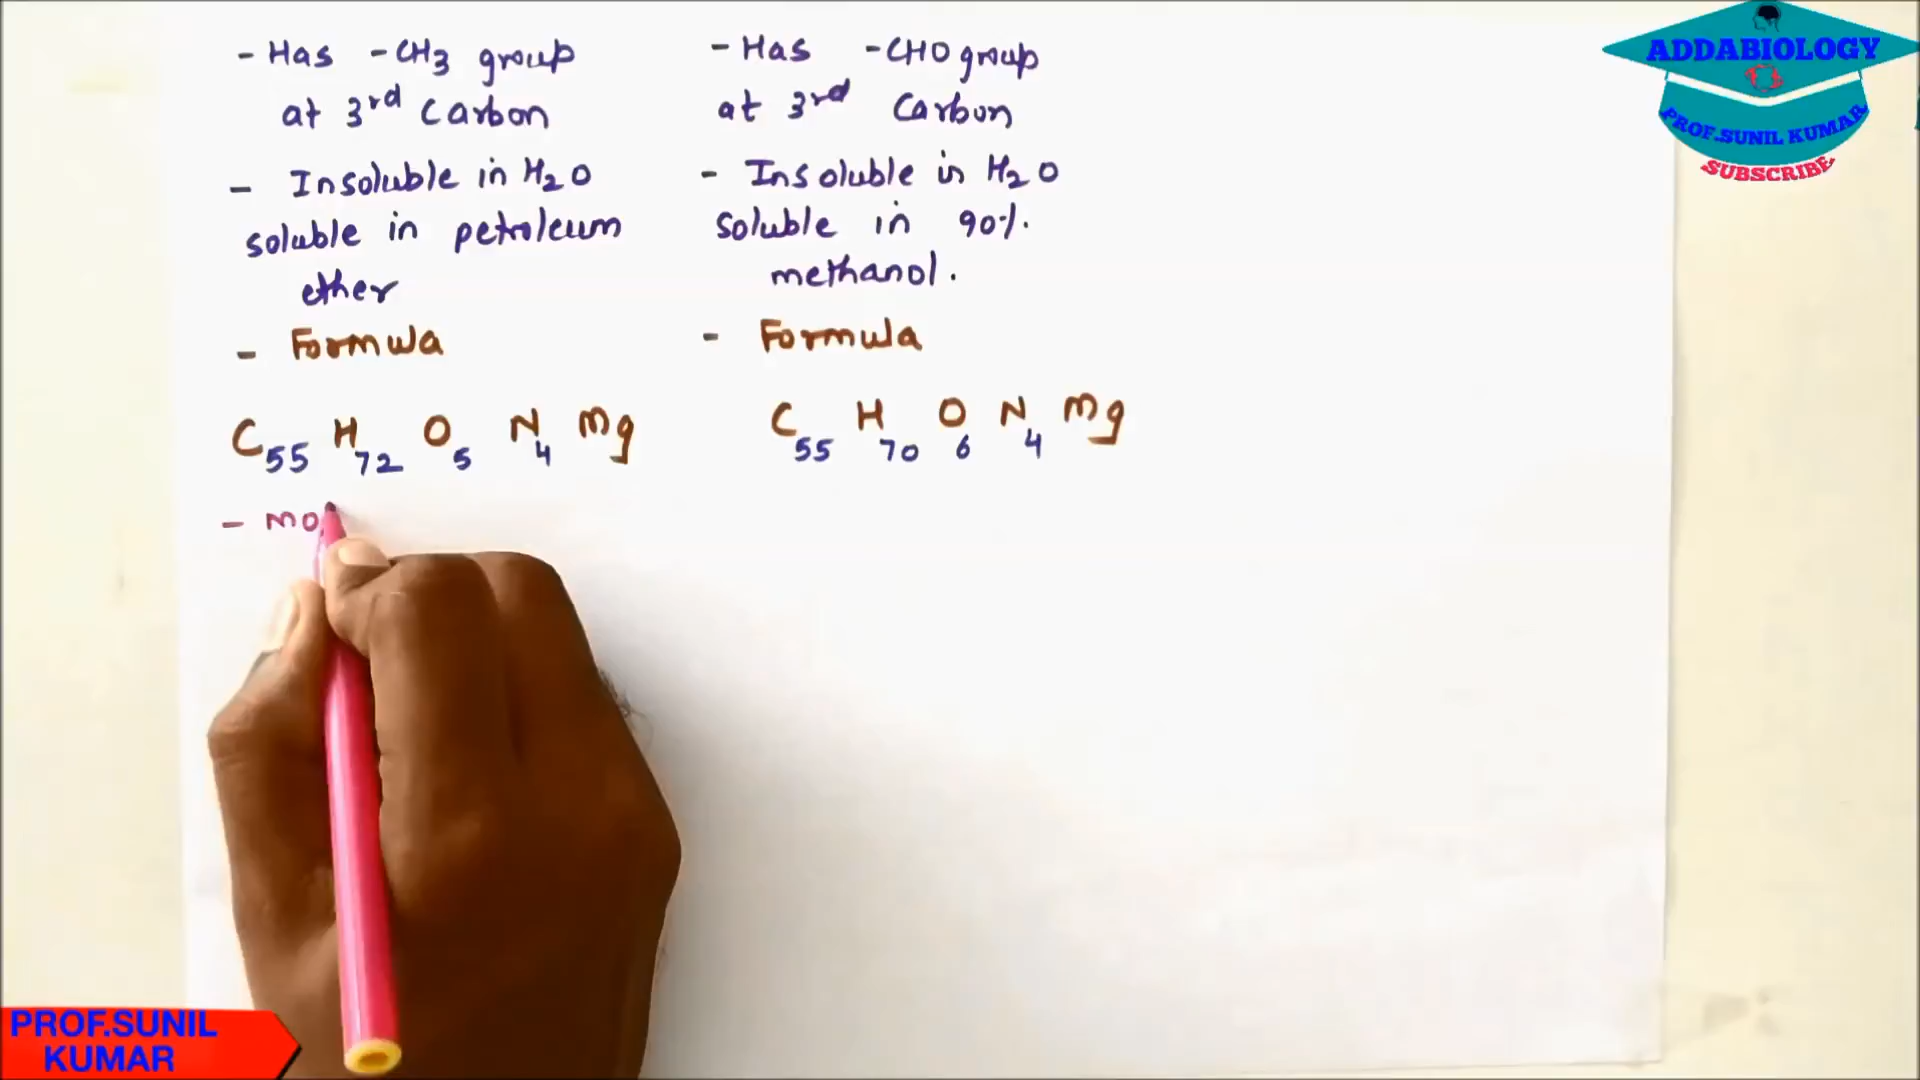 - Has -CH3 group
at 3rd Carbon
- Insoluble in H2O
soluble in petroleum
ether
- Formula
C55 H72 O5 N4 Mg
- mo
- Has -CHO group
at 3rd Carbon
- Insoluble in H2O
soluble in 90%.
methanol.
- Formula
C55 H70 O6 N4 Mg
ADDABIOLOGY
PROF.SUNIL KUMAR
SUBSCRIBE
PROF.SUNIL
KUMAR